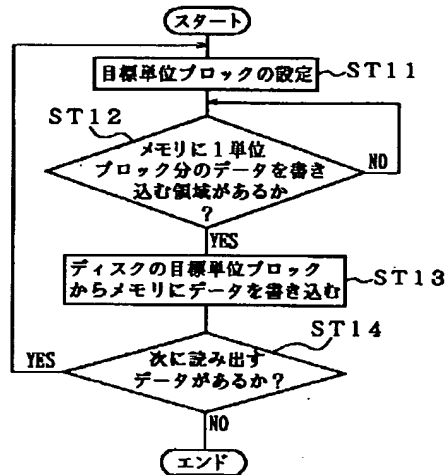 スタート
目標単位ブロックの設定
ST11
ST12
メモリに1単位
ブロック分のデータを書き
込む領域があるか
?
NO
YES
ディスクの目標単位ブロック
からメモリにデータを書き込む
ST13
ST14
次に読み出す
データがあるか?
YES
NO
エンド